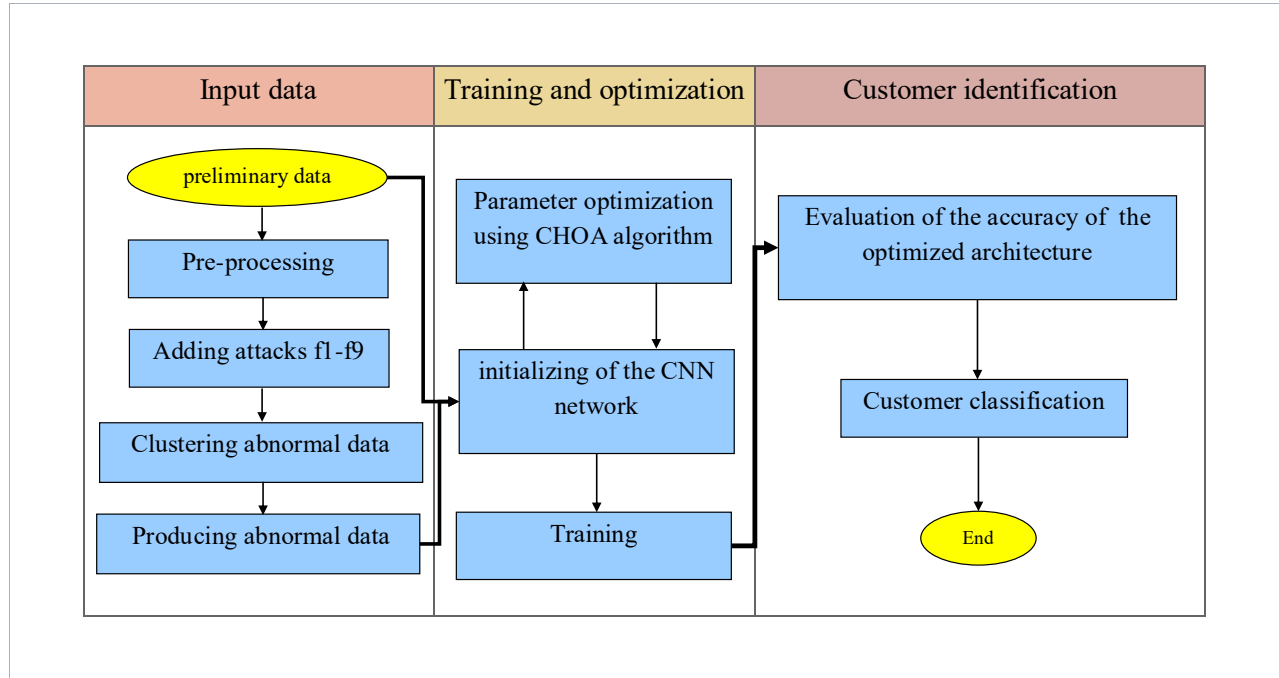 Input data
Training and optimization
Customer identification
preliminary data
Pre-processing
Adding attacks f1-f9
Clustering abnormal data
Producing abnormal data
Parameter optimization
using CHOA algorithm
initializing of the CNN
network
Training
Evaluation of the accuracy of the
optimized architecture
Customer classification
End